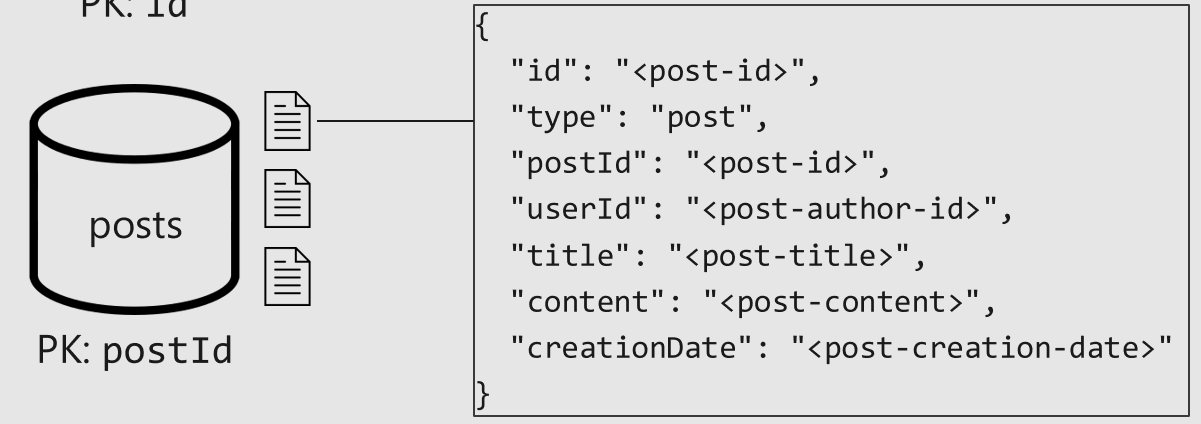 PK: id
posts
PK: postId
{
"id": "<post-id>",
"type": "post",
"postId": "<post-id>",
"userId": "<post-author-id>",
"title": "<post-title>",
"content": "<post-content>",
"creationDate": "<post-creation-date>"
}